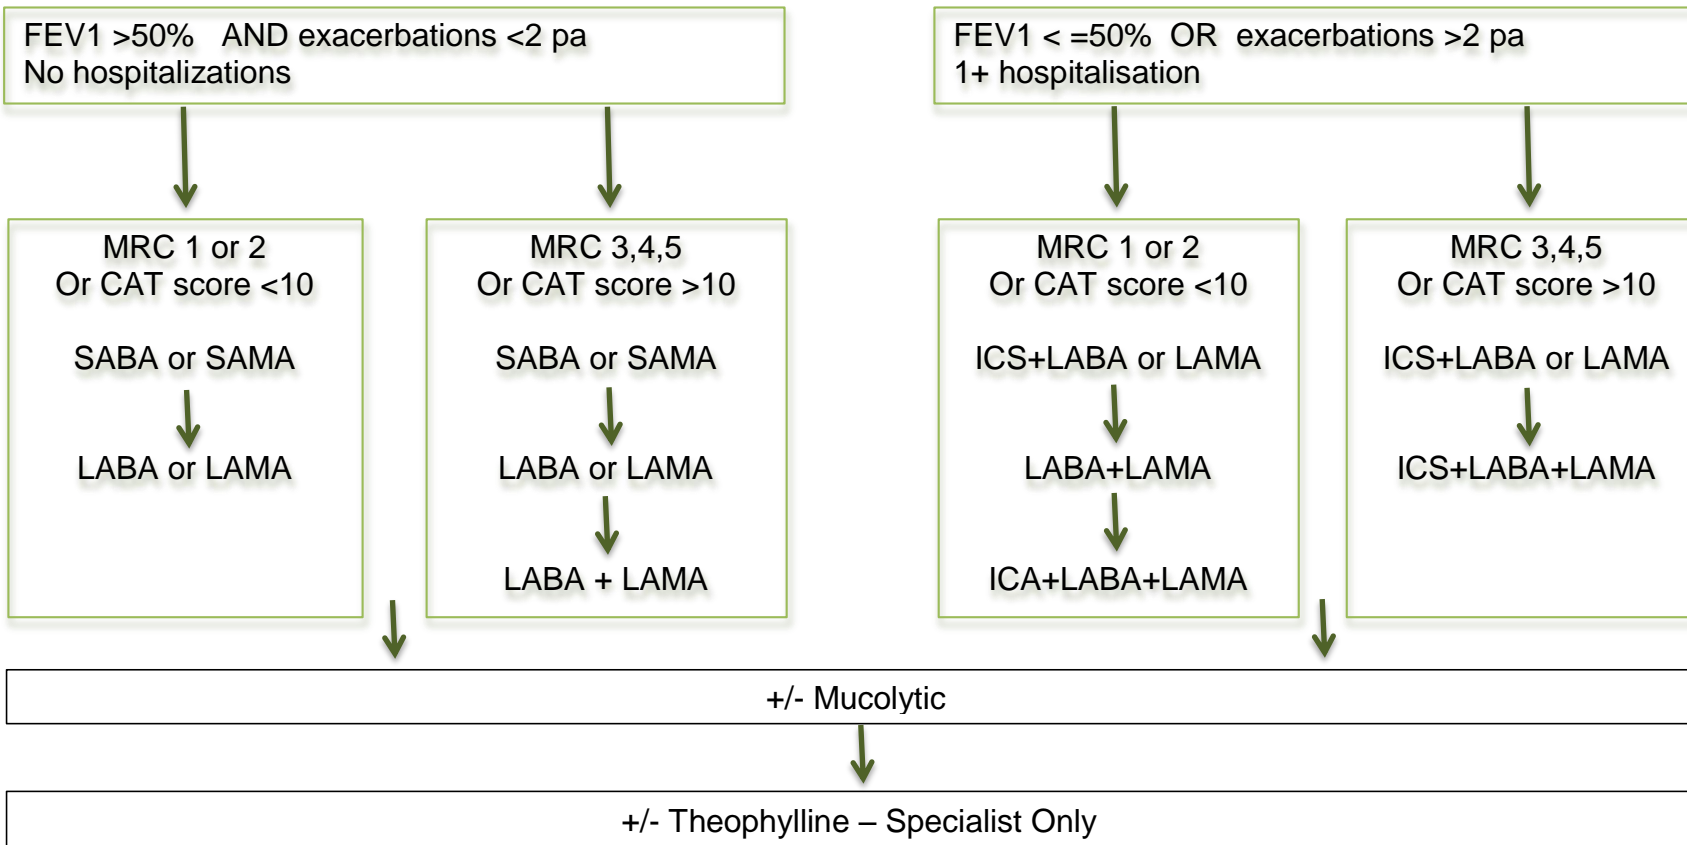 FEV1 >50% AND exacerbations <2 pa
No hospitalizations
FEV1 < =50% OR exacerbations >2 pa
1+ hospitalisation
MRC 1 or 2
Or CAT score <10
SABA or SAMA
LABA or LAMA
MRC 3,4,5
Or CAT score >10
SABA or SAMA
LABA or LAMA
LABA + LAMA
MRC 1 or 2
Or CAT score <10
ICS+LABA or LAMA
LABA+LAMA
ICA+LABA+LAMA
MRC 3,4,5
Or CAT score >10
ICS+LABA or LAMA
ICS+LABA+LAMA
+/- Mucolytic
+/- Theophylline – Specialist Only